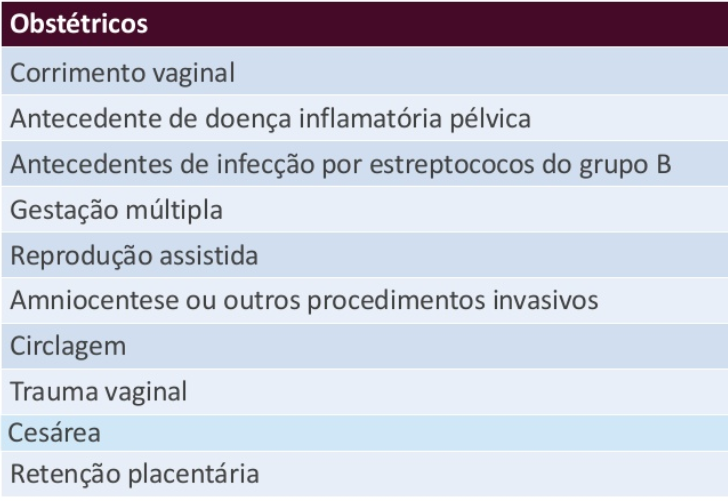 Obstétricos
Corrimento vaginal
Antecedente de doença inflamatória pélvica
Antecedentes de infecção por estreptococos do grupo B
Gestação múltipla
Reprodução assistida
Amniocentese ou outros procedimentos invasivos
Circlagem
Trauma vaginal
Cesárea
Retenção placentária